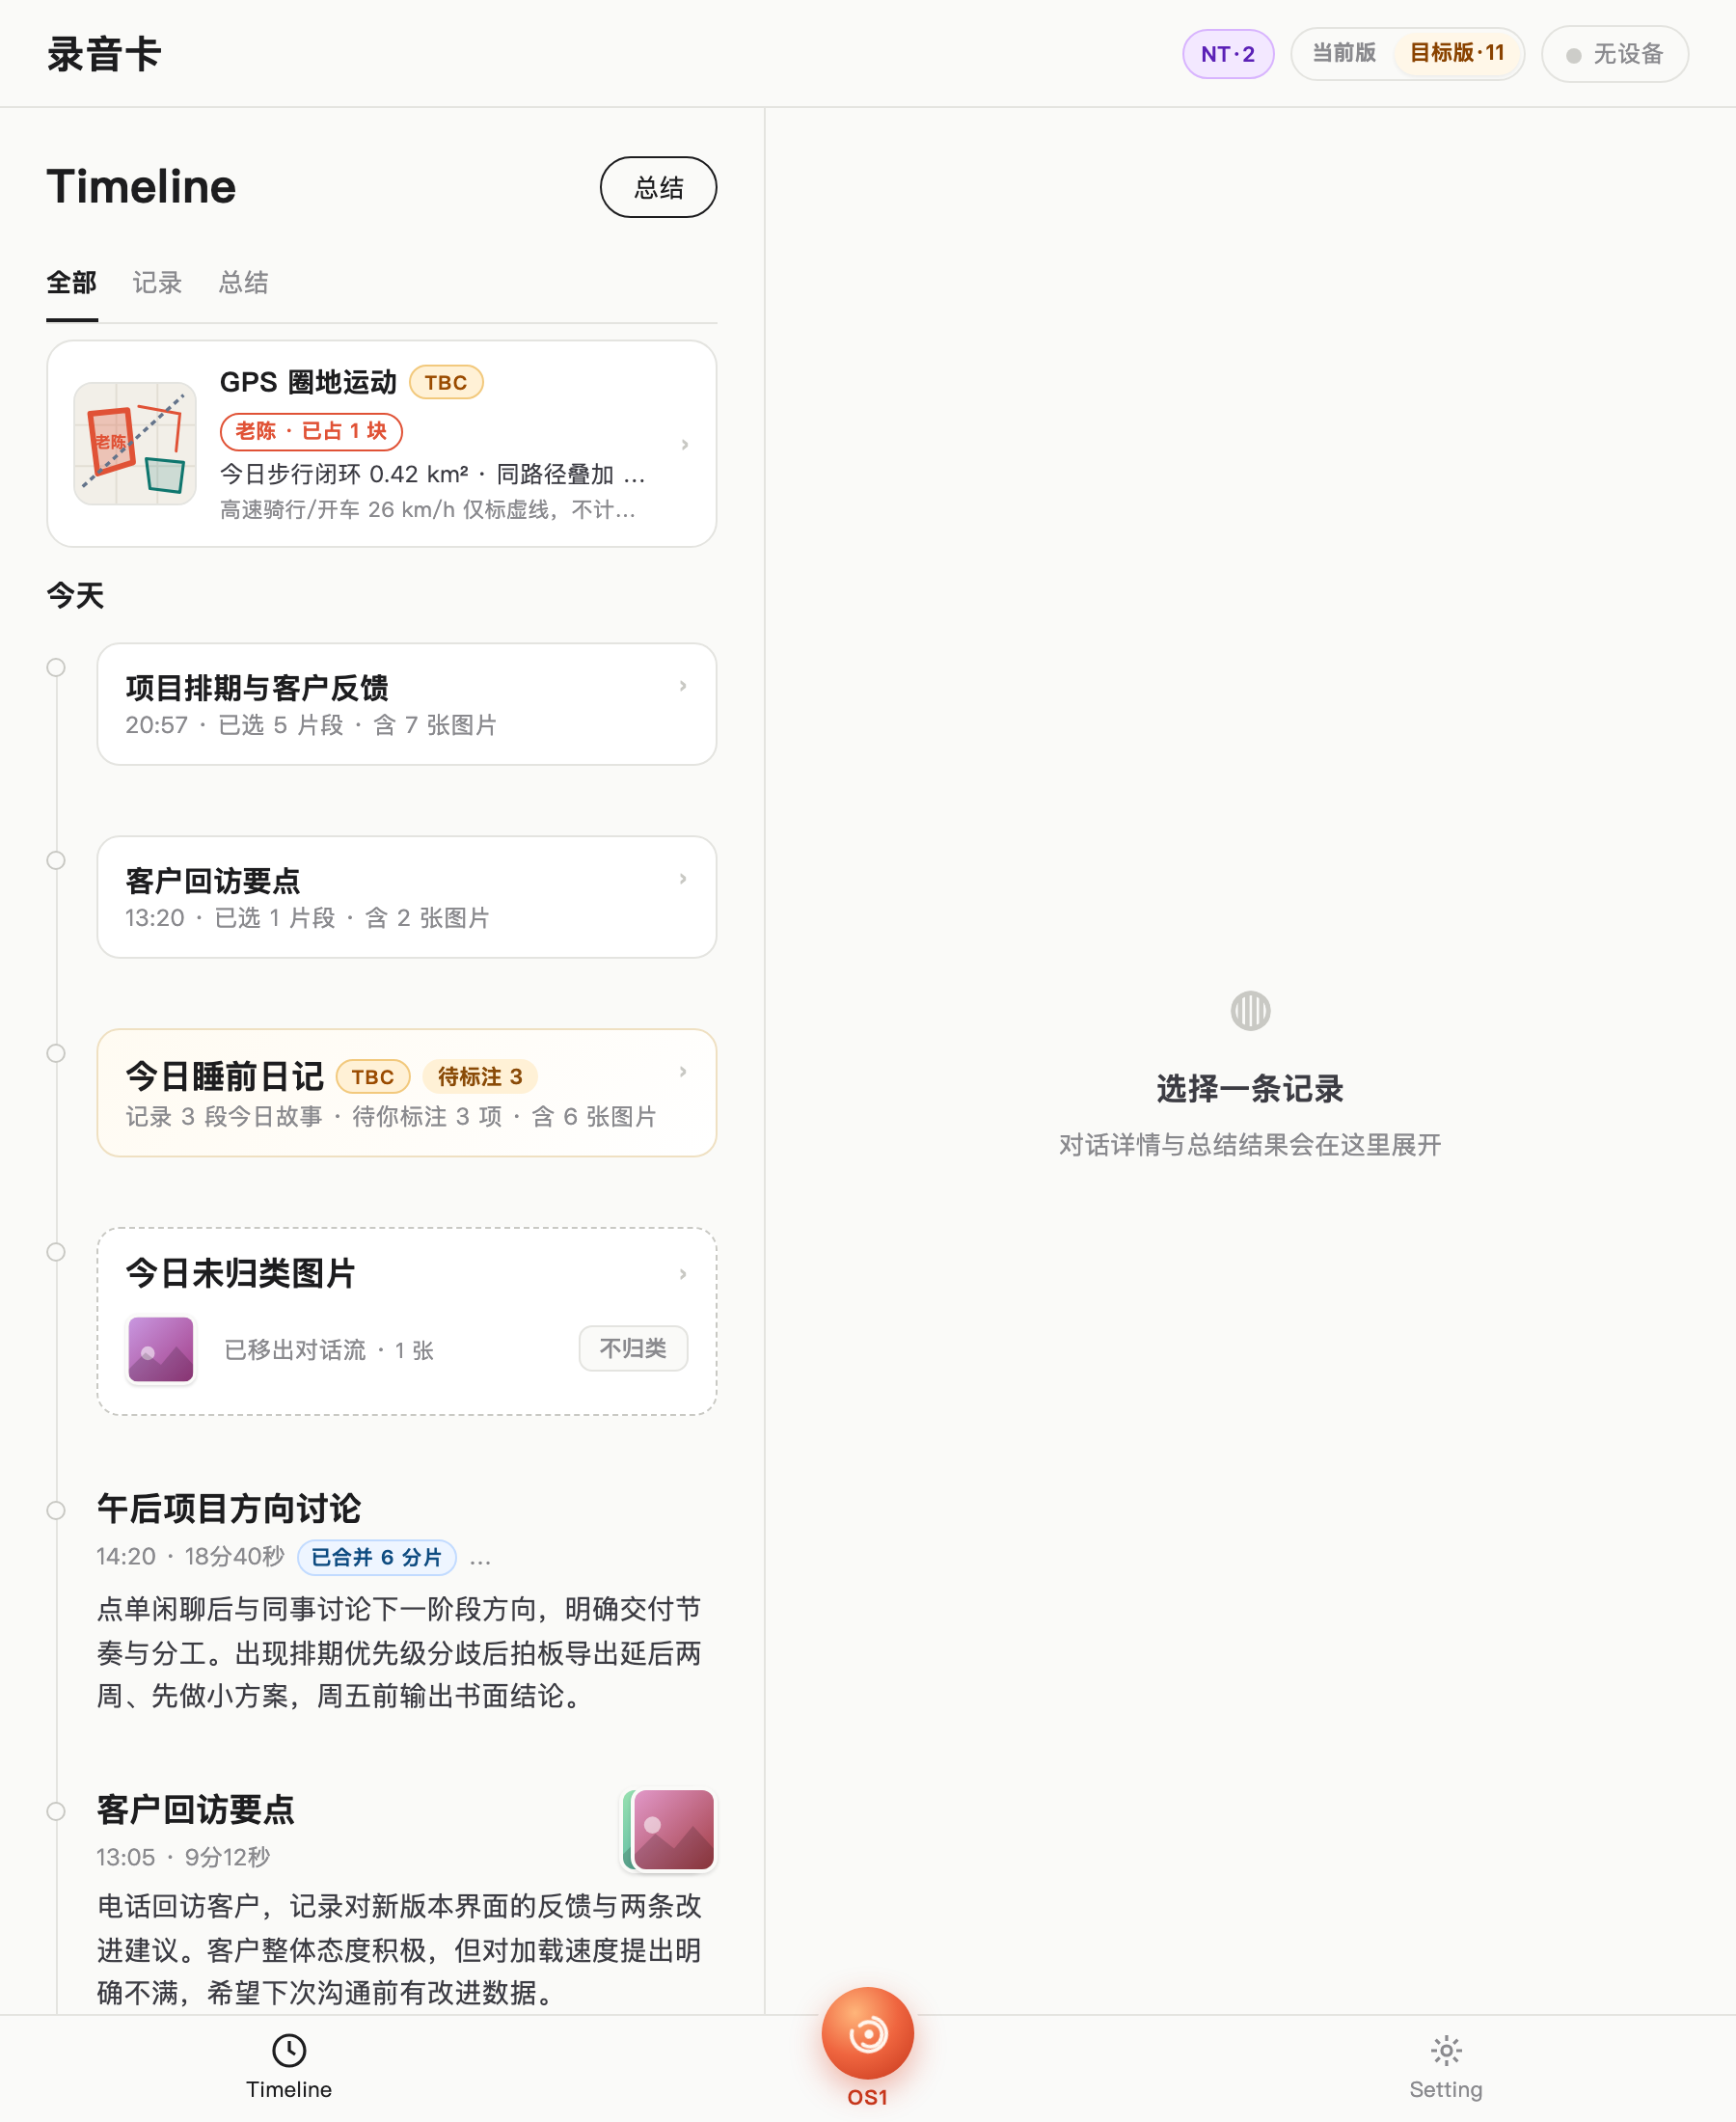 录音卡
NT·2
当前版
目标版·11
无设备
Timeline
总结
全部
记录
总结
老陈
GPS 圈地运动
TBC
老陈 · 已占 1 块
今日步行闭环 0.42 km² · 同路径叠加 …
高速骑行/开车 26 km/h 仅标虚线，不计…
今天
项目排期与客户反馈
20:57 · 已选 5 片段 · 含 7 张图片
客户回访要点
13:20 · 已选 1 片段 · 含 2 张图片
今日睡前日记
TBC
待标注 3
记录 3 段今日故事 · 待你标注 3 项 · 含 6 张图片
今日未归类图片
已移出对话流 · 1 张
不归类
午后项目方向讨论
14:20 · 18分40秒
已合并 6 分片
…
点单闲聊后与同事讨论下一阶段方向，明确交付节
奏与分工。出现排期优先级分歧后拍板导出延后两
周、先做小方案，周五前输出书面结论。
客户回访要点
13:05 · 9分12秒
电话回访客户，记录对新版本界面的反馈与两条改
进建议。客户整体态度积极，但对加载速度提出明
确不满，希望下次沟通前有改进数据。
选择一条记录
对话详情与总结结果会在这里展开
Timeline
OS1
Setting